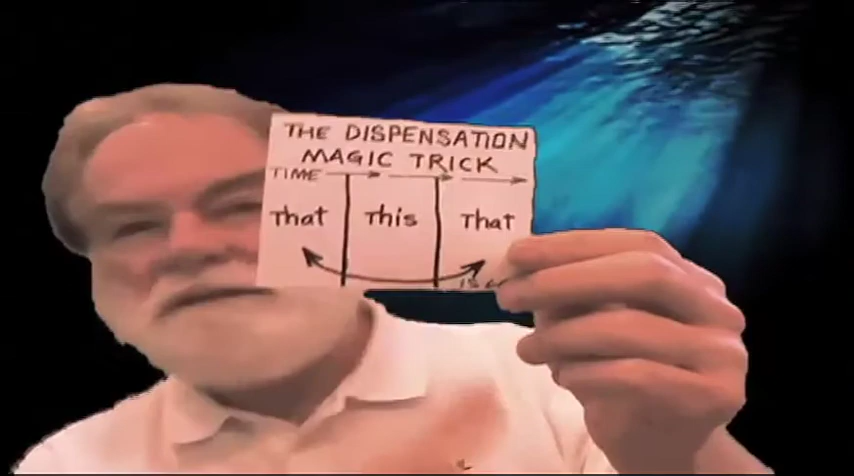 THE DISPENSATION
MAGIC TRICK
TIME
That This That